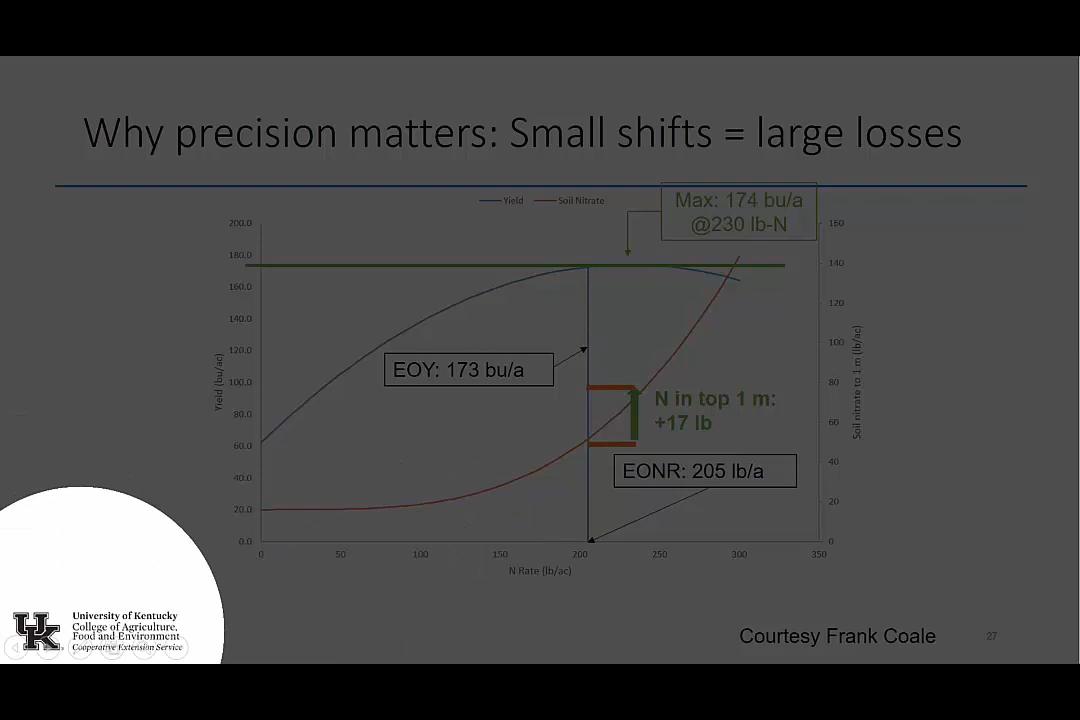 Why precision matters: Small shifts = large losses
Yield
Soil Nitrate
Max: 174 bu/a
@230 lb-N
200.0
180.0
160.0
140.0
120.0
100.0
80.0
60.0
40.0
20.0
0.0
Yield (bu/ac)
160
140
120
100
80
60
40
20
0
Soil nitrate to 1 m (lb/ac)
EOY: 173 bu/a
N in top 1 m:
+17 lb
EONR: 205 lb/a
0
50
100
150
200
250
300
350
N Rate (lb/ac)
UK
University of Kentucky
College of Agriculture,
Food and Environment
Cooperative Extension Service
Courtesy Frank Coale
27